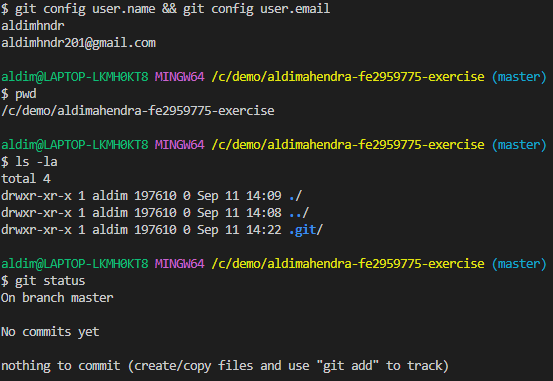 $ git config user.name && git config user.email
aldimhndr
aldimhndr201@gmail.com
aldim@LAPTOP-LKMH0KT8 MINGW64 /c/demo/aldimahendra-fe2959775-exercise (master)
$ pwd
/c/demo/aldimahendra-fe2959775-exercise
aldim@LAPTOP-LKMH0KT8 MINGW64 /c/demo/aldimahendra-fe2959775-exercise (master)
$ ls -la
total 4
drwxr-xr-x 1 aldim 197610 0 Sep 11 14:09 ./
drwxr-xr-x 1 aldim 197610 0 Sep 11 14:08 ../
drwxr-xr-x 1 aldim 197610 0 Sep 11 14:22 .git/
aldim@LAPTOP-LKMH0KT8 MINGW64 /c/demo/aldimahendra-fe2959775-exercise (master)
$ git status
On branch master
No commits yet
nothing to commit (create/copy files and use "git add" to track)